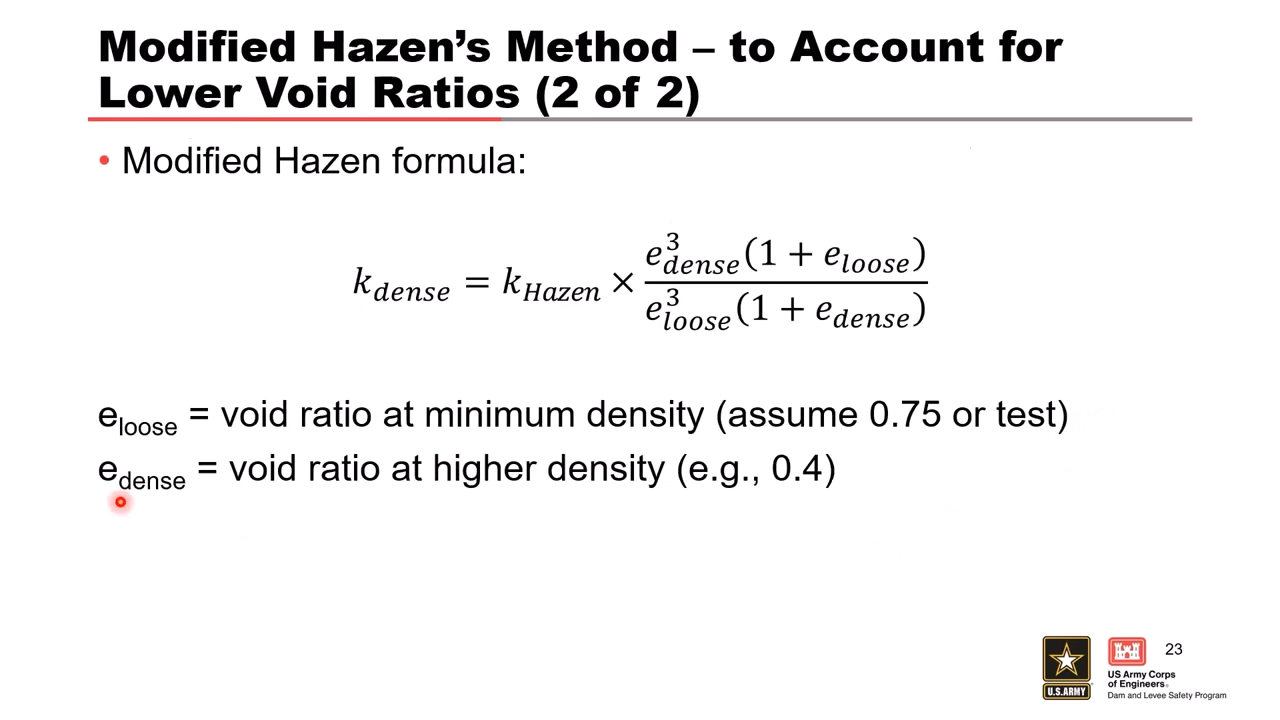 Modified Hazen's Method – to Account for
Lower Void Ratios (2 of 2)
• Modified Hazen formula:
k_dense = k_Hazen × e³_dense(1 + e_loose) / e³_loose(1 + e_dense)
e_loose = void ratio at minimum density (assume 0.75 or test)
e_dense = void ratio at higher density (e.g., 0.4)
23
U.S.ARMY
US Army Corps
of Engineers®
Dam and Levee Safety Program